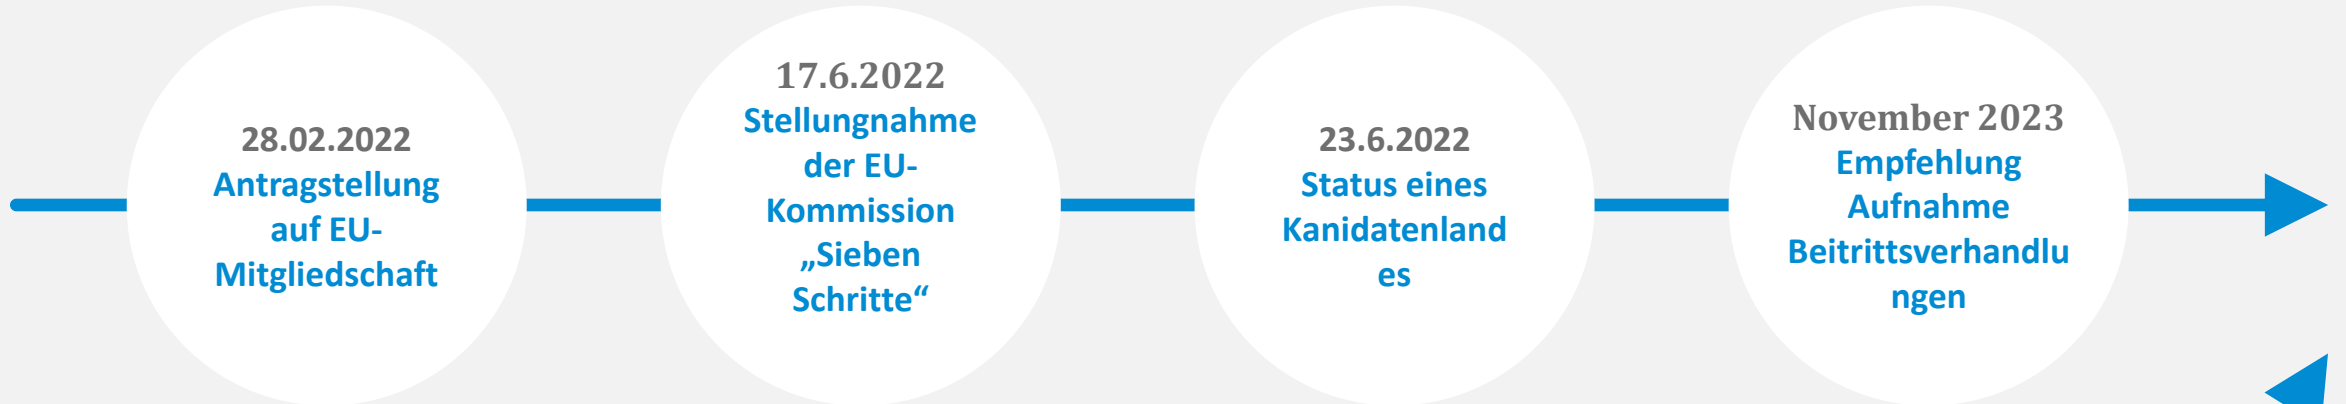 28.02.2022
Antragstellung
auf EU-
Mitgliedschaft
17.6.2022
Stellungnahme
der EU-
Kommission
„Sieben
Schritte“
23.6.2022
Status eines
Kanidatenland
es
November 2023
Empfehlung
Aufnahme
Beitrittsverhandlu
ngen